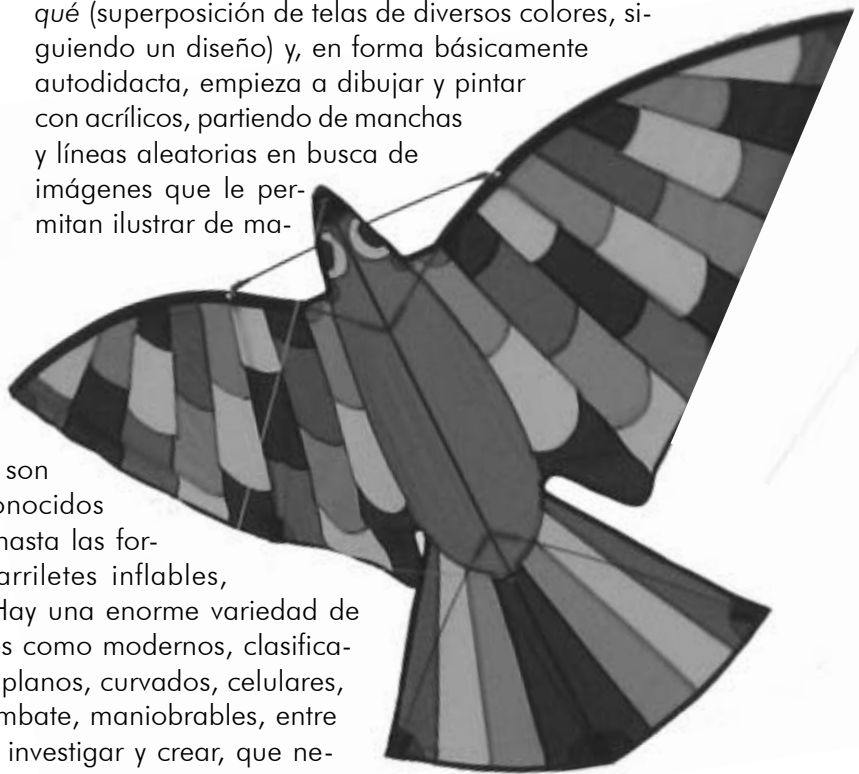 qué (superposición de telas de diversos colores, si-
guiendo un diseño) y, en forma básicamente
autodidacta, empieza a dibujar y pintar
con acrílicos, partiendo de manchas
y líneas aleatorias en busca de
imágenes que le per-
mitan ilustrar de ma-
son
onocidos
hasta las for-
arriletes inflables,
Hay una enorme variedad de
s como modernos, clasifica-
planos, curvados, celulares,
mbate, maniobrables, entre
investigar y crear, que ne-